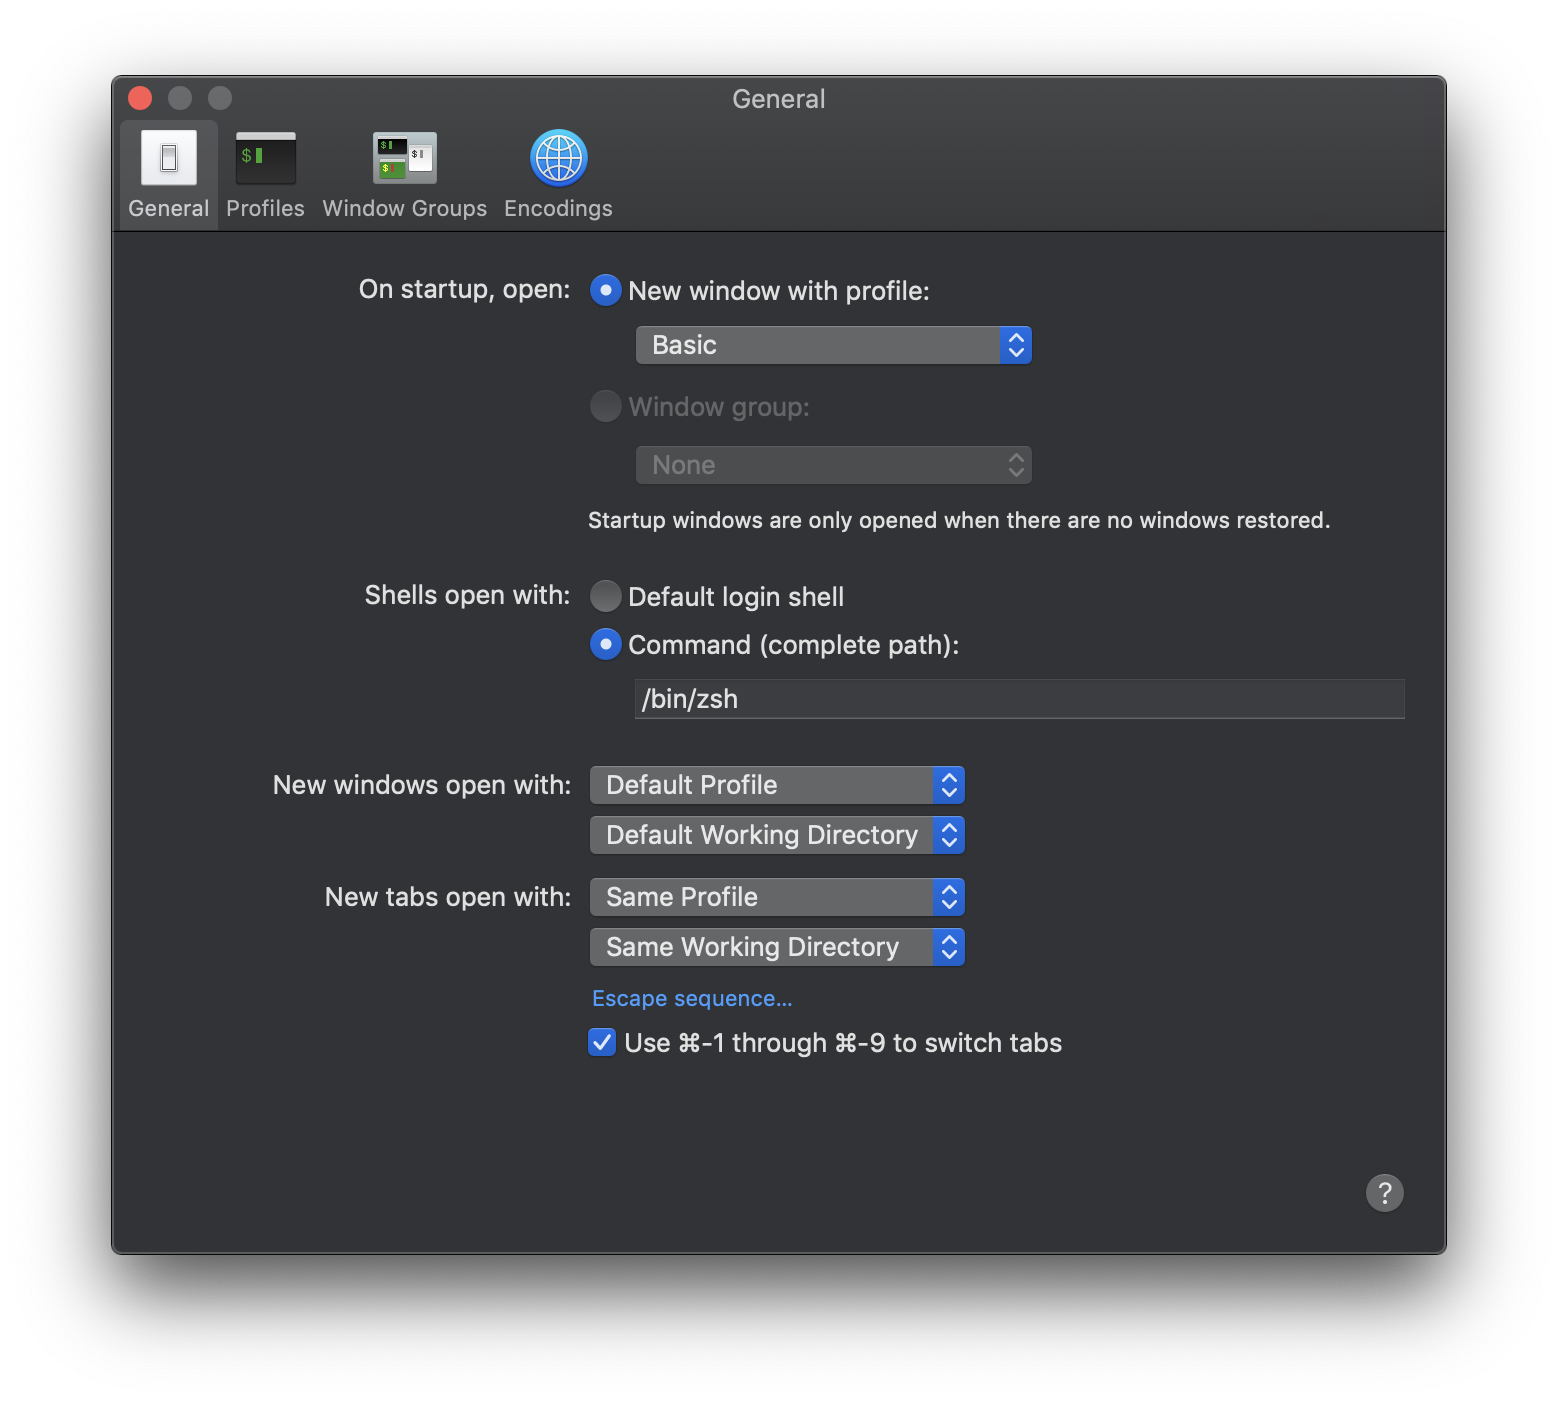 General
General Profiles Window Groups Encodings
On startup, open: New window with profile:
Basic
Window group:
None
Startup windows are only opened when there are no windows restored.
Shells open with: Default login shell
Command (complete path):
/bin/zsh
New windows open with: Default Profile
Default Working Directory
New tabs open with: Same Profile
Same Working Directory
Escape sequence...
Use ⌘-1 through ⌘-9 to switch tabs
?